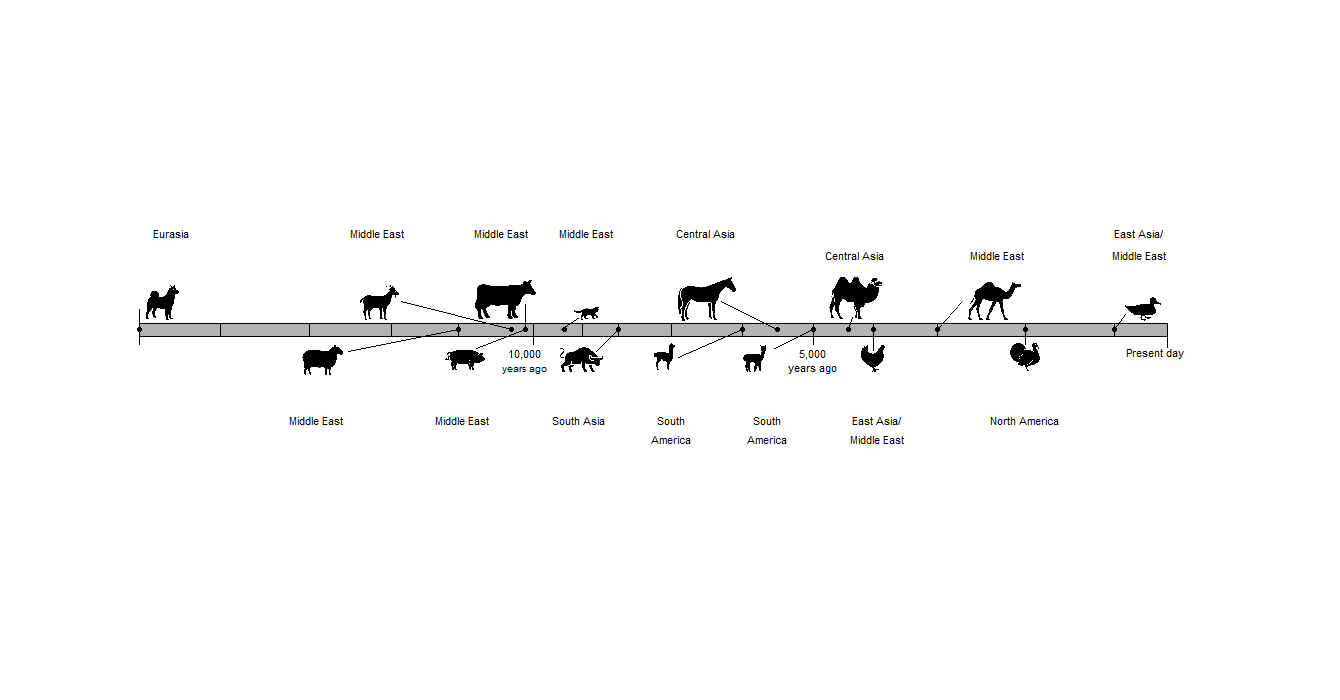 Eurasia
Middle East
Middle East
Middle East
Central Asia
East Asia/
Middle East
Central Asia
Middle East
10,000
years ago
5,000
years ago
Present day
Middle East
Middle East
South Asia
South
America
South
America
East Asia/
Middle East
North America